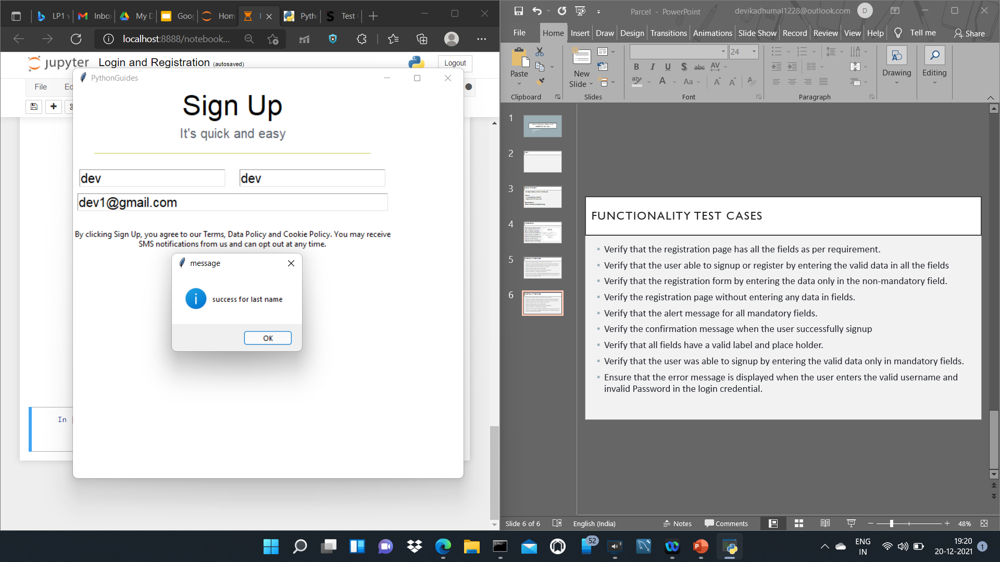 LP1
Inbo
My D
Goo
Hom
Pyth
Test
localhost:8888/notebook...
jupyter Login and Registration (autosaved)
Logout
File
PythonGuides
Sign Up
It's quick and easy
dev
dev
dev1@gmail.com
By clicking Sign Up, you agree to our Terms, Data Policy and Cookie Policy. You may receive
SMS notifications from us and can opt out at any time.
message
success for last name
OK
In
Parcel - PowerPoint
devikadhumal1228@outlook.com
D
File Home Insert Draw Design Transitions Animations Slide Show Record Review View Help Tell me Share
Paste
New
Slide
24
B I U S abc AV
A Aa A A
Drawing
Editing
Clipboard Slides Font Paragraph
1
2
3
4
5
6
FUNCTIONALITY TEST CASES
• Verify that the registration page has all the fields as per requirement.
• Verify that the user able to signup or register by entering the valid data in all the fields
• Verify that the registration form by entering the data only in the non-mandatory field.
• Verify the registration page without entering any data in fields.
• Verify that the alert message for all mandatory fields.
• Verify the confirmation message when the user successfully signup
• Verify that all fields have a valid label and place holder.
• Verify that the user was able to signup by entering the valid data only in mandatory fields.
• Ensure that the error message is displayed when the user enters the valid username and
invalid Password in the login credential.
Slide 6 of 6 English (India) Notes Comments 48%
52
ENG
IN
19:20
20-12-2021
1